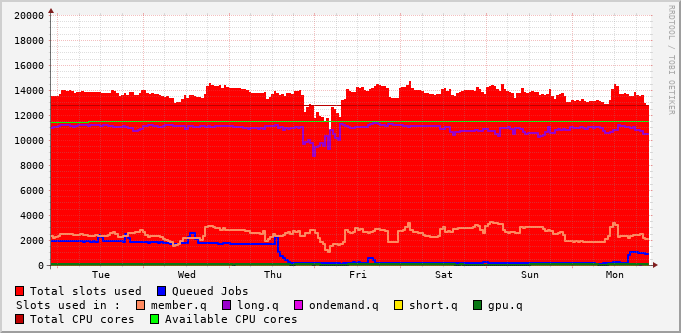 RRDTOOL / TOBI OETIKER
20000
18000
16000
14000
12000
10000
8000
6000
4000
2000
0
Tue Wed Thu Fri Sat Sun Mon
Total slots used Queued Jobs
Slots used in : member.q long.q ondemand.q short.q gpu.q
Total CPU cores Available CPU cores